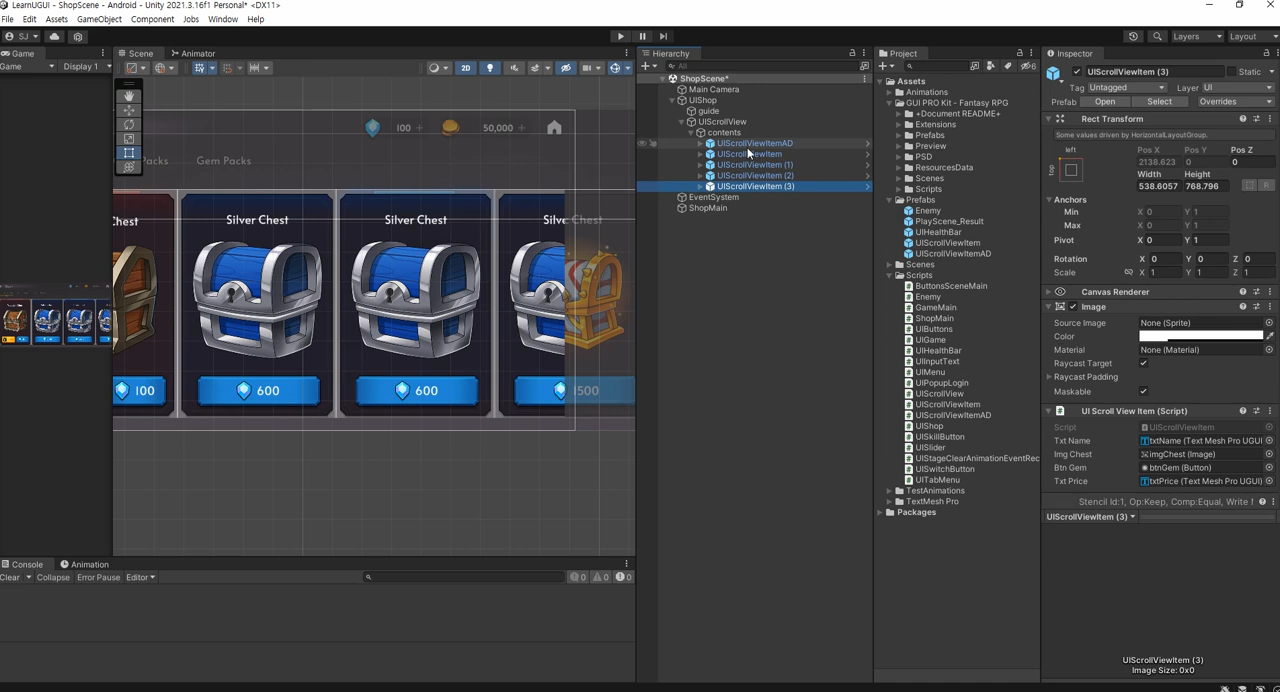 LearnUGUI - ShopScene - Android - Unity 2021.3.16f1 Personal* <DX11>
File Edit Assets GameObject Component Jobs Window Help
SJ Layers Layout
Game
Game Display 1
Scene Animator
2D
100 + 50,000 +
Packs Gem Packs
Chest Silver Chest Silver Chest Silv Chest
100 600 600 1500
Console Animation
Clear Collapse Error Pause Editor 0 0 0
Hierarchy
All
ShopScene*
Main Camera
UIShop
guide
UIScrollView
contents
UIScrollViewItemAD
UIScrollViewItem
UIScrollViewItem (1)
UIScrollViewItem (2)
UIScrollViewItem (3)
EventSystem
ShopMain
Project
6
Assets
Animations
GUI PRO Kit - Fantasy RPG
+Document README+
Extensions
Prefabs
Preview
PSD
ResourcesData
Scenes
Scripts
Prefabs
Enemy
PlayScene_Result
UIHealthBar
UIScrollViewItem
UIScrollViewItemAD
Scenes
Scripts
ButtonsSceneMain
Enemy
GameMain
ShopMain
UIButtons
UIGame
UIHealthBar
UIInputText
UIMenu
UIPopupLogin
UIScrollView
UIScrollViewItem
UIScrollViewItemAD
UIShop
UISkillButton
UISlider
UIStageClearAnimationEventRec
UISwitchButton
UITabMenu
TestAnimations
TextMesh Pro
Packages
Inspector
UIScrollViewItem (3) Static
Tag Untagged Layer UI
Prefab Open Select Overrides
Rect Transform
Some values driven by HorizontalLayoutGroup.
left Pos X Pos Y Pos Z
top 2138.623 0 0
Width Height
538.6057 768.796 R
Anchors
Min X 0 Y 1
Max X 0 Y 1
Pivot X 0 Y 1
Rotation X 0 Y 0 Z 0
Scale X 1 Y 1 Z 1
Canvas Renderer
Image
Source Image None (Sprite)
Color
Material None (Material)
Raycast Target
Raycast Padding
Maskable
UI Scroll View Item (Script)
Script UIScrollViewItem
Txt Name txtName (Text Mesh Pro UGUI
Img Chest imgChest (Image)
Btn Gem btnGem (Button)
Txt Price txtPrice (Text Mesh Pro UGUI)
Stencil Id:1, Op:Keep, Comp:Equal, Write
UIScrollViewItem (3)
UIScrollViewItem (3)
Image Size: 0x0